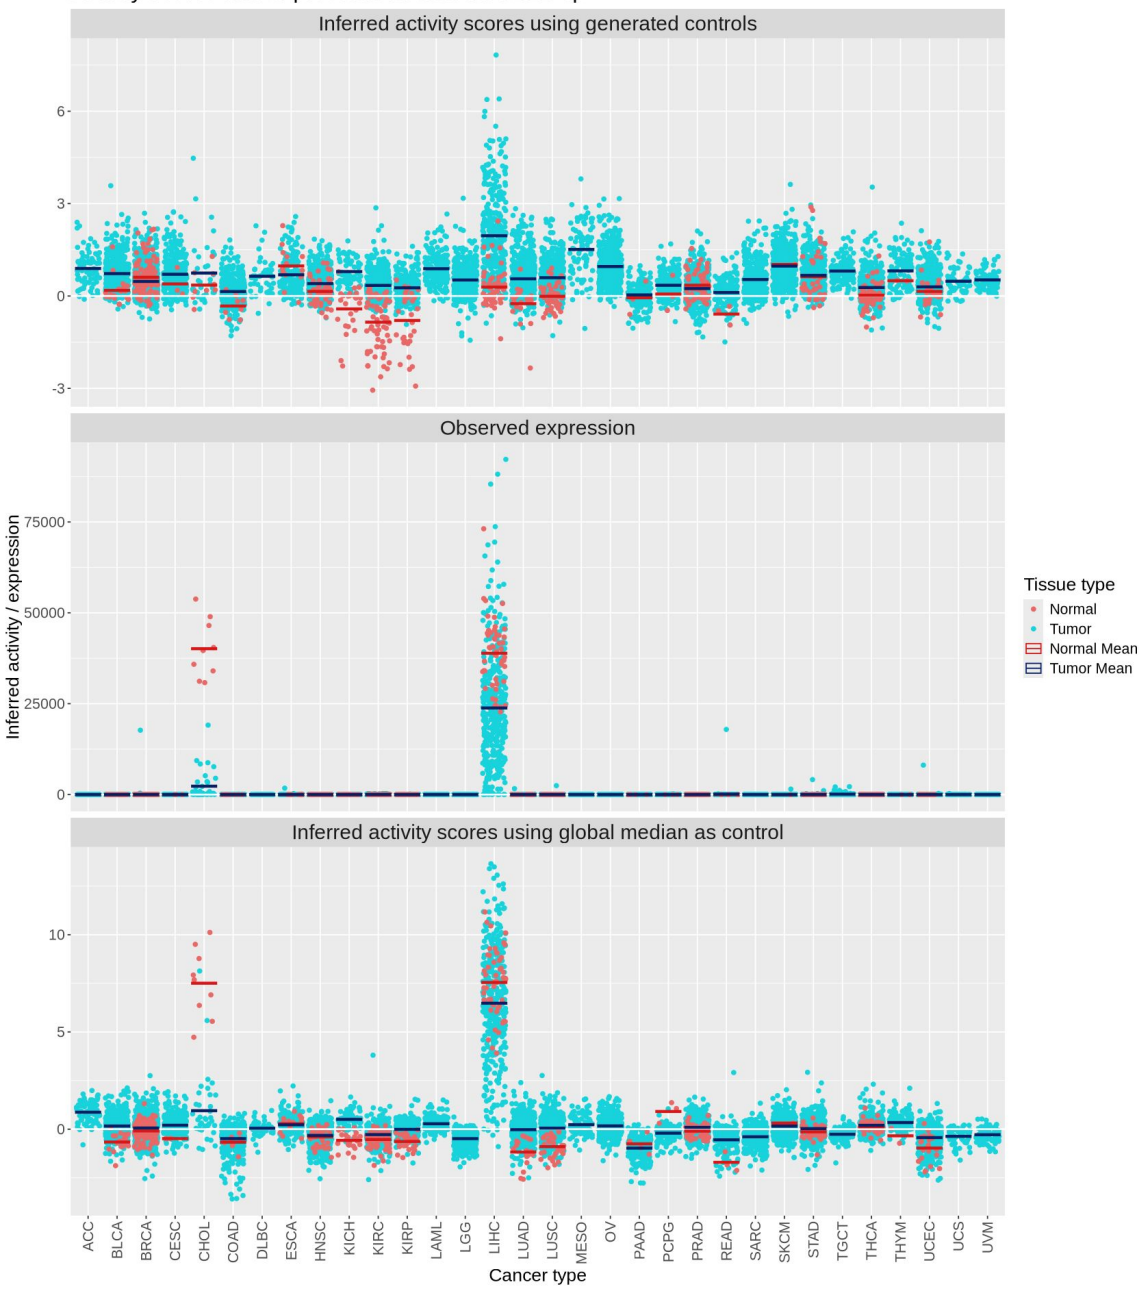 Inferred activity scores using generated controls
6
3
0
-3
Observed expression
75000
50000
25000
0
Inferred activity scores using global median as control
10
5
0
Inferred activity / expression
ACC
BLCA
BRCA
CESC
CHOL
COAD
DLBC
ESCA
HNSC
KICH
KIRC
KIRP
LAML
LGG
LIHC
LUAD
LUSC
MESO
OV
PAAD
PCPG
PRAD
READ
SARC
SKCM
STAD
TGCT
THCA
THYM
UCEC
UCS
UVM
Cancer type
Tissue type
Normal
Tumor
Normal Mean
Tumor Mean